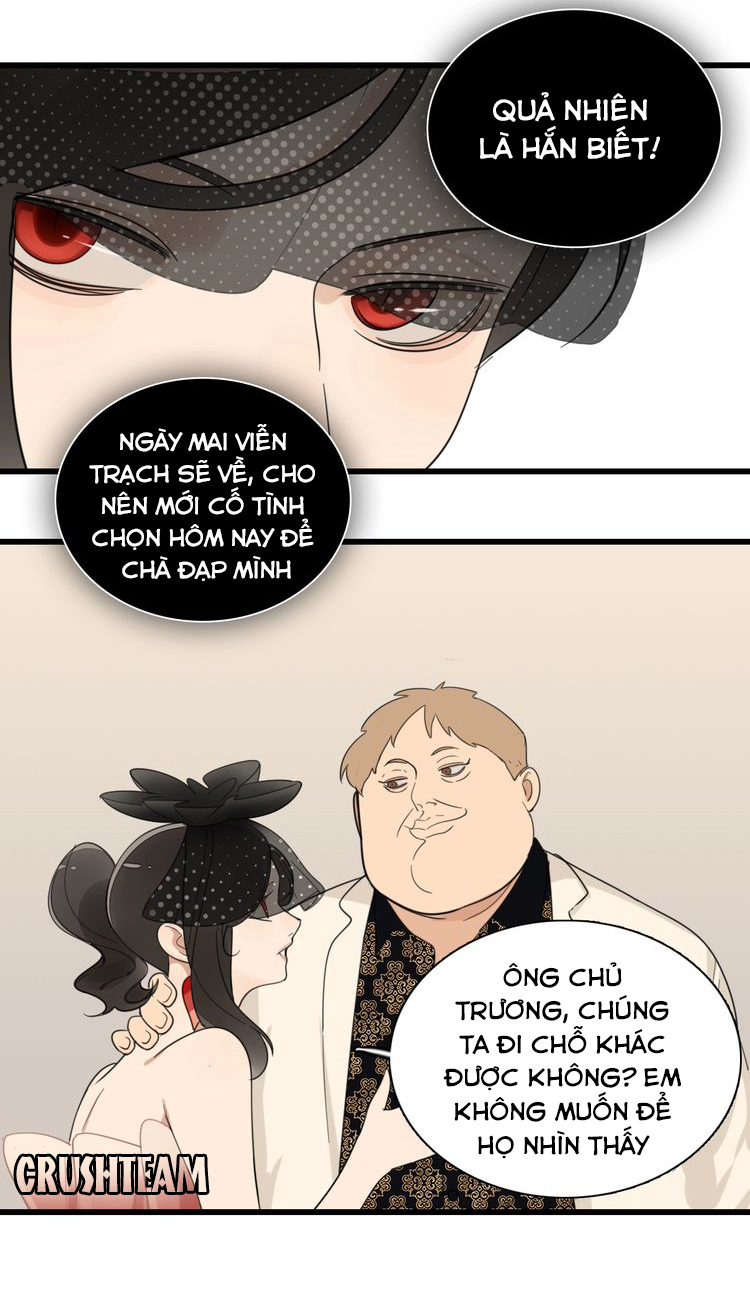 QUẢ NHIÊN
LÀ HẮN BIẾT!
NGÀY MAI VIỄN
TRẠCH SẼ VỀ, CHO
NÊN MỚI CỐ TÌNH
CHỌN HÔM NAY ĐỂ
CHÀ ĐẠP MÌNH
ÔNG CHỦ
TRƯƠNG, CHÚNG
TA ĐI CHỖ KHÁC
ĐƯỢC KHÔNG? EM
KHÔNG MUỐN ĐỂ
HỌ NHÌN THẤY
CRUSHTEAM